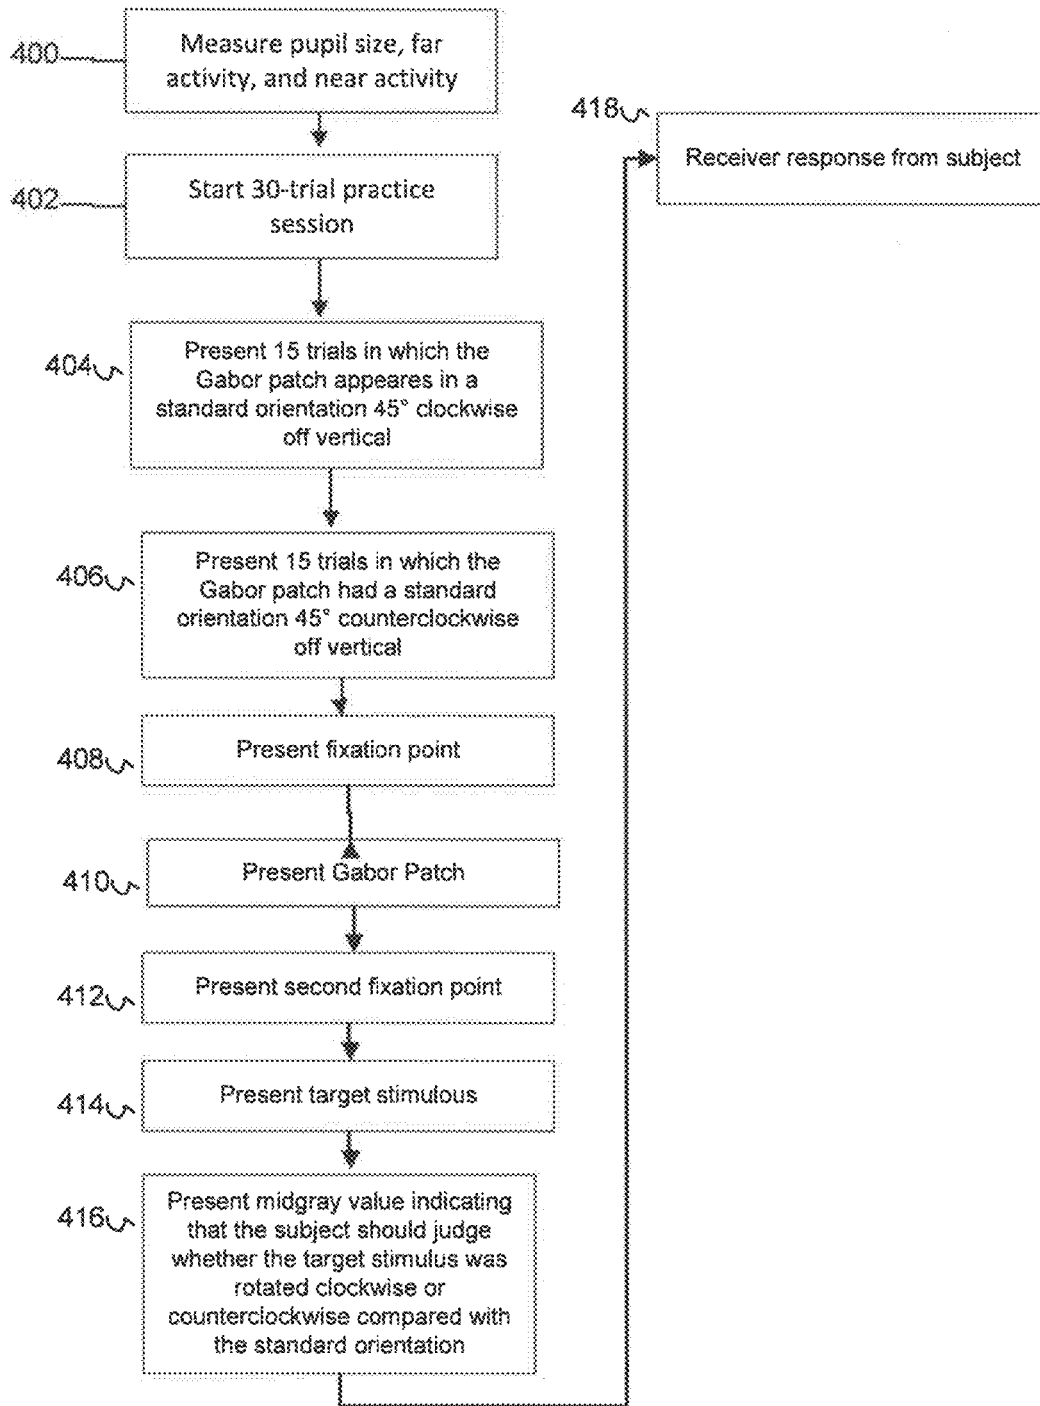 400
Measure pupil size, far
activity, and near activity
402
Start 30-trial practice
session
404
Present 15 trials in which the
Gabor patch appeares in a
standard orientation 45° clockwise
off vertical
406
Present 15 trials in which the
Gabor patch had a standard
orientation 45° counterclockwise
off vertical
408
Present fixation point
410
Present Gabor Patch
412
Present second fixation point
414
Present target stimulous
416
Present midgray value indicating
that the subject should judge
whether the target stimulus was
rotated clockwise or
counterclockwise compared with
the standard orientation
418
Receiver response from subject